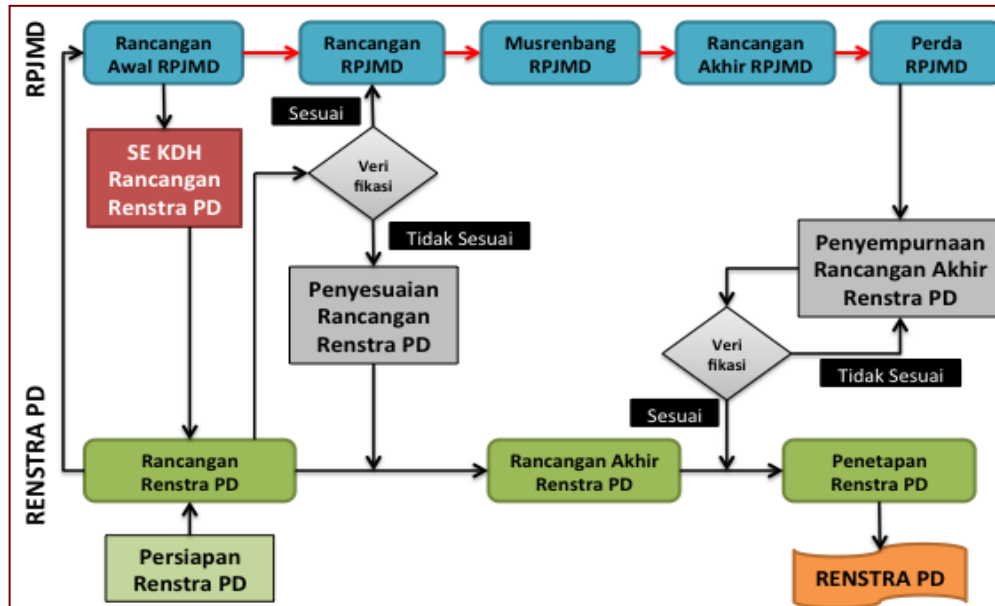 RPJMD
Rancangan
Awal RPJMD
Rancangan
RPJMD
Musrenbang
RPJMD
Rancangan
Akhir RPJMD
Perda
RPJMD
Sesuai
SE KDH
Rancangan
Renstra PD
Veri
fikasi
Tidak Sesuai
Penyesuaian
Rancangan
Renstra PD
Penyempurnaan
Rancangan Akhir
Renstra PD
Veri
fikasi
Tidak Sesuai
Sesuai
RENSTRA PD
Rancangan
Renstra PD
Rancangan Akhir
Renstra PD
Penetapan
Renstra PD
Persiapan
Renstra PD
RENSTRA PD